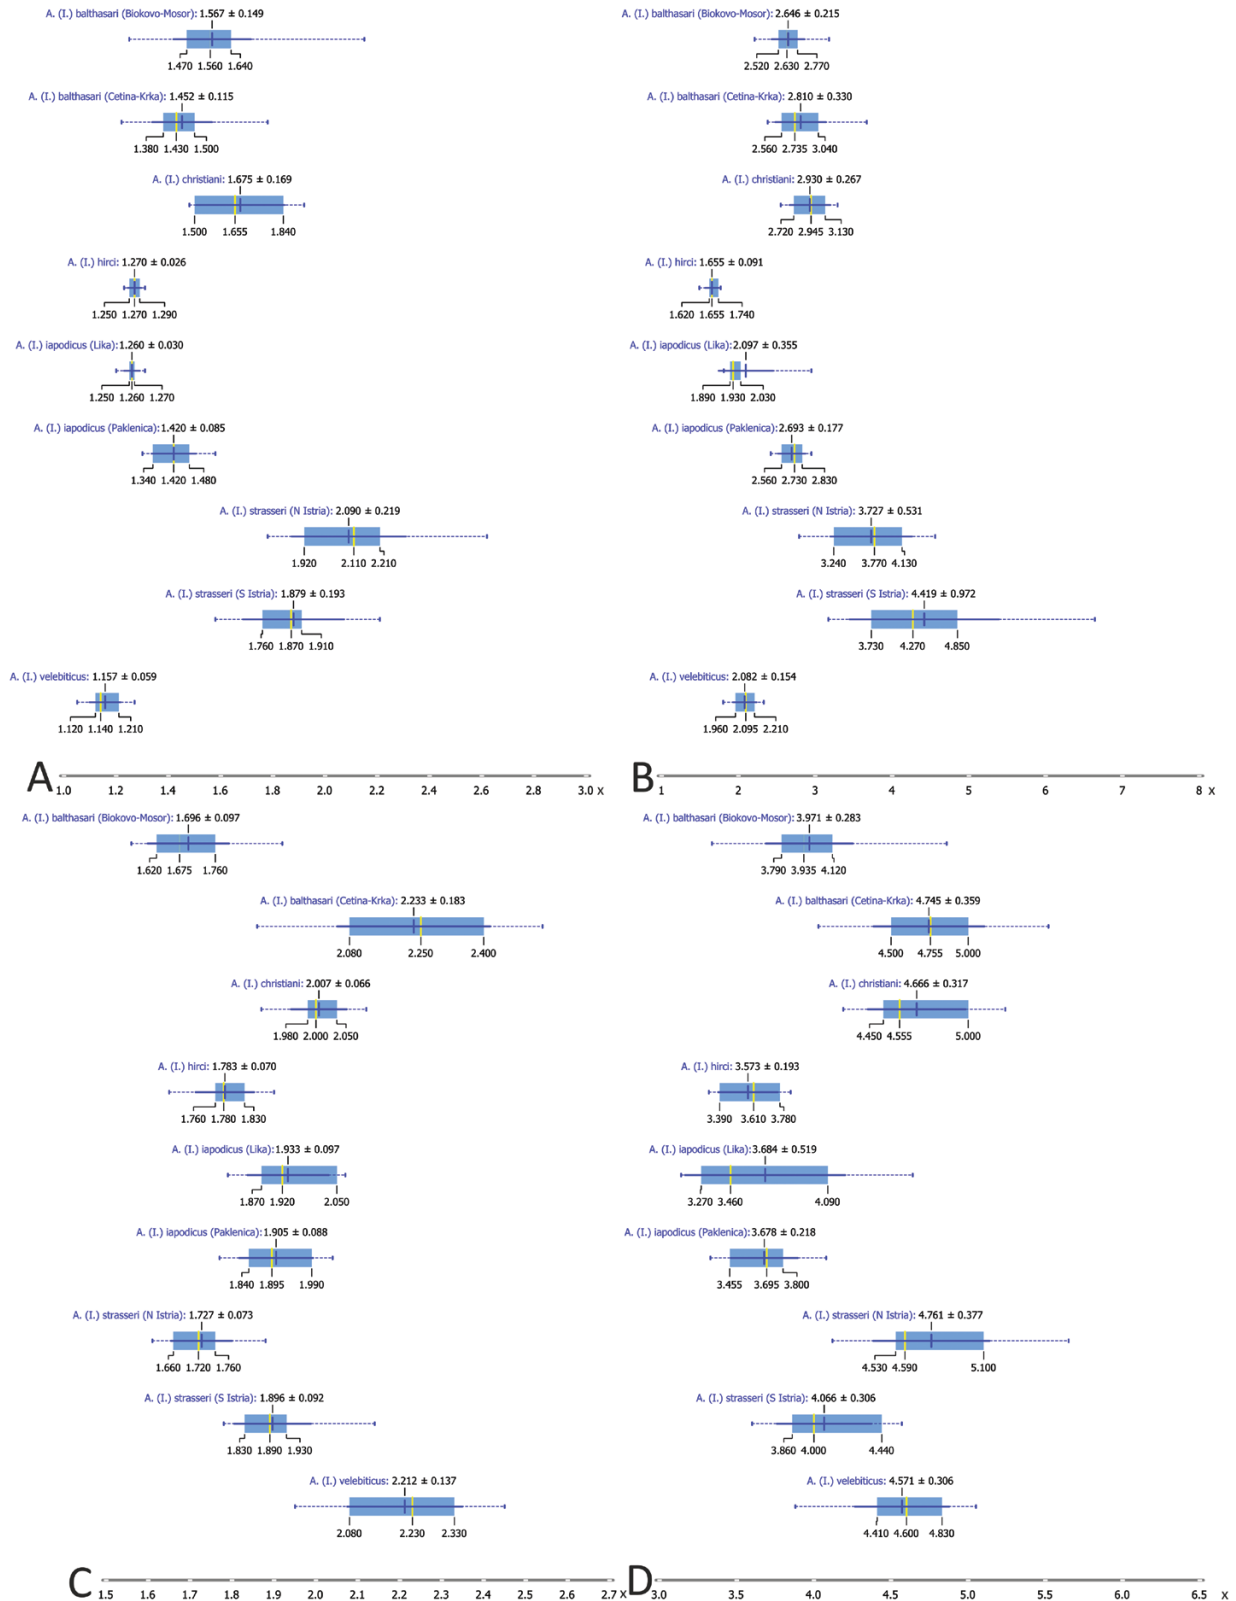 A. (I.) balthasari (Biokovo-Mosor): 1.567 ± 0.149
1.470 1.560 1.640
A. (I.) balthasari (Cetina-Krka): 1.452 ± 0.115
1.380 1.430 1.500
A. (I.) christiani: 1.675 ± 0.169
1.500 1.655 1.840
A. (I.) hirci: 1.270 ± 0.026
1.250 1.270 1.290
A. (I.) iapodicus (Lika): 1.260 ± 0.030
1.250 1.260 1.270
A. (I.) iapodicus (Paklenica): 1.420 ± 0.085
1.340 1.420 1.480
A. (I.) strasseri (N Istria): 2.090 ± 0.219
1.920 2.110 2.210
A. (I.) strasseri (S Istria): 1.879 ± 0.193
1.760 1.870 1.910
A. (I.) velebiticus: 1.157 ± 0.059
1.120 1.140 1.210
A
1.0 1.2 1.4 1.6 1.8 2.0 2.2 2.4 2.6 2.8 3.0 x
A. (I.) balthasari (Biokovo-Mosor): 2.646 ± 0.215
2.520 2.630 2.770
A. (I.) balthasari (Cetina-Krka): 2.810 ± 0.330
2.560 2.735 3.040
A. (I.) christiani: 2.930 ± 0.267
2.720 2.945 3.130
A. (I.) hirci: 1.655 ± 0.091
1.620 1.655 1.740
A. (I.) iapodicus (Lika): 2.097 ± 0.355
1.890 1.930 2.030
A. (I.) iapodicus (Paklenica): 2.693 ± 0.177
2.560 2.730 2.830
A. (I.) strasseri (N Istria): 3.727 ± 0.531
3.240 3.770 4.130
A. (I.) strasseri (S Istria): 4.419 ± 0.972
3.730 4.270 4.850
A. (I.) velebiticus: 2.082 ± 0.154
1.960 2.095 2.210
B
1 2 3 4 5 6 7 8 x
A. (I.) balthasari (Biokovo-Mosor): 1.696 ± 0.097
1.620 1.675 1.760
A. (I.) balthasari (Cetina-Krka): 2.233 ± 0.183
2.080 2.250 2.400
A. (I.) christiani: 2.007 ± 0.066
1.980 2.000 2.050
A. (I.) hirci: 1.783 ± 0.070
1.760 1.780 1.830
A. (I.) iapodicus (Lika): 1.933 ± 0.097
1.870 1.920 2.050
A. (I.) iapodicus (Paklenica): 1.905 ± 0.088
1.840 1.895 1.990
A. (I.) strasseri (N Istria): 1.727 ± 0.073
1.660 1.720 1.760
A. (I.) strasseri (S Istria): 1.896 ± 0.092
1.830 1.890 1.930
A. (I.) velebiticus: 2.212 ± 0.137
2.080 2.230 2.330
C
1.5 1.6 1.7 1.8 1.9 2.0 2.1 2.2 2.3 2.4 2.5 2.6 2.7 x
A. (I.) balthasari (Biokovo-Mosor): 3.971 ± 0.283
3.790 3.935 4.120
A. (I.) balthasari (Cetina-Krka): 4.745 ± 0.359
4.500 4.755 5.000
A. (I.) christiani: 4.666 ± 0.317
4.450 4.555 5.000
A. (I.) hirci: 3.573 ± 0.193
3.390 3.610 3.780
A. (I.) iapodicus (Lika): 3.684 ± 0.519
3.270 3.460 4.090
A. (I.) iapodicus (Paklenica): 3.678 ± 0.218
3.455 3.695 3.800
A. (I.) strasseri (N Istria): 4.761 ± 0.377
4.530 4.590 5.100
A. (I.) strasseri (S Istria): 4.066 ± 0.306
3.860 4.000 4.440
A. (I.) velebiticus: 4.571 ± 0.306
4.410 4.600 4.830
D
3.0 3.5 4.0 4.5 5.0 5.5 6.0 6.5 x